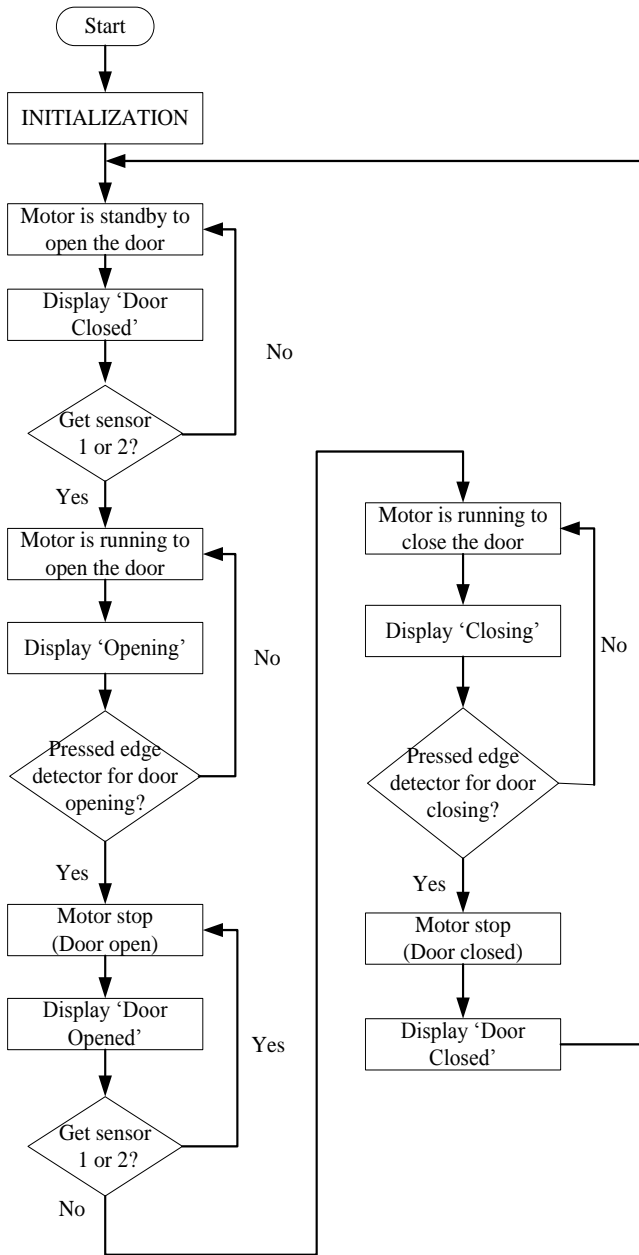 Start
INITIALIZATION
Motor is standby to
open the door
Display ‘Door
Closed’
No
Get sensor
1 or 2?
Yes
Motor is running to
open the door
Display ‘Opening’
No
Pressed edge
detector for door
opening?
Yes
Motor stop
(Door open)
Display ‘Door
Opened’
Yes
Get sensor
1 or 2?
No
Motor is running to
close the door
Display ‘Closing’
No
Pressed edge
detector for door
closing?
Yes
Motor stop
(Door closed)
Display ‘Door
Closed’